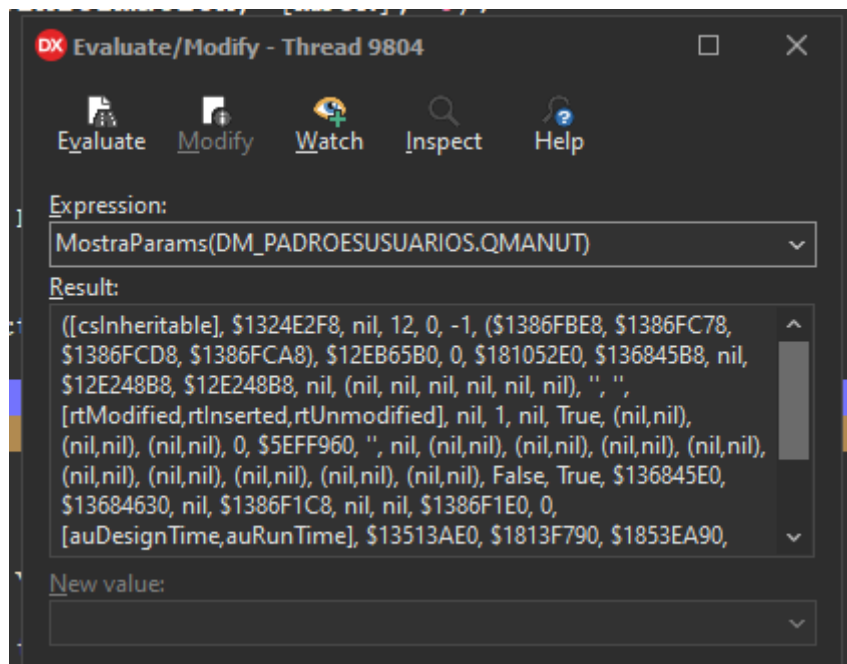 DX Evaluate/Modify - Thread 9804
Evaluate Modify Watch Inspect Help
Expression:
MostraParams(DM_PADROESUSUARIOS.QMANUT)
Result:
([csInheritable], $1324E2F8, nil, 12, 0, -1, ($1386FBE8, $1386FC78,
$1386FCD8, $1386FCA8), $12EB65B0, 0, $181052E0, $136845B8, nil,
$12E248B8, $12E248B8, nil, (nil, nil, nil, nil, nil, nil), '', '',
[rtModified,rtInserted,rtUnmodified], nil, 1, nil, True, (nil,nil),
(nil,nil), (nil,nil), 0, $5EFF960, '', nil, (nil,nil), (nil,nil), (nil,nil), (nil,nil),
(nil,nil), (nil,nil), (nil,nil), (nil,nil), (nil,nil), False, True, $136845E0,
$13684630, nil, $1386F1C8, nil, nil, $1386F1E0, 0,
[auDesignTime,auRunTime], $13513AE0, $1813F790, $1853EA90,
New value: